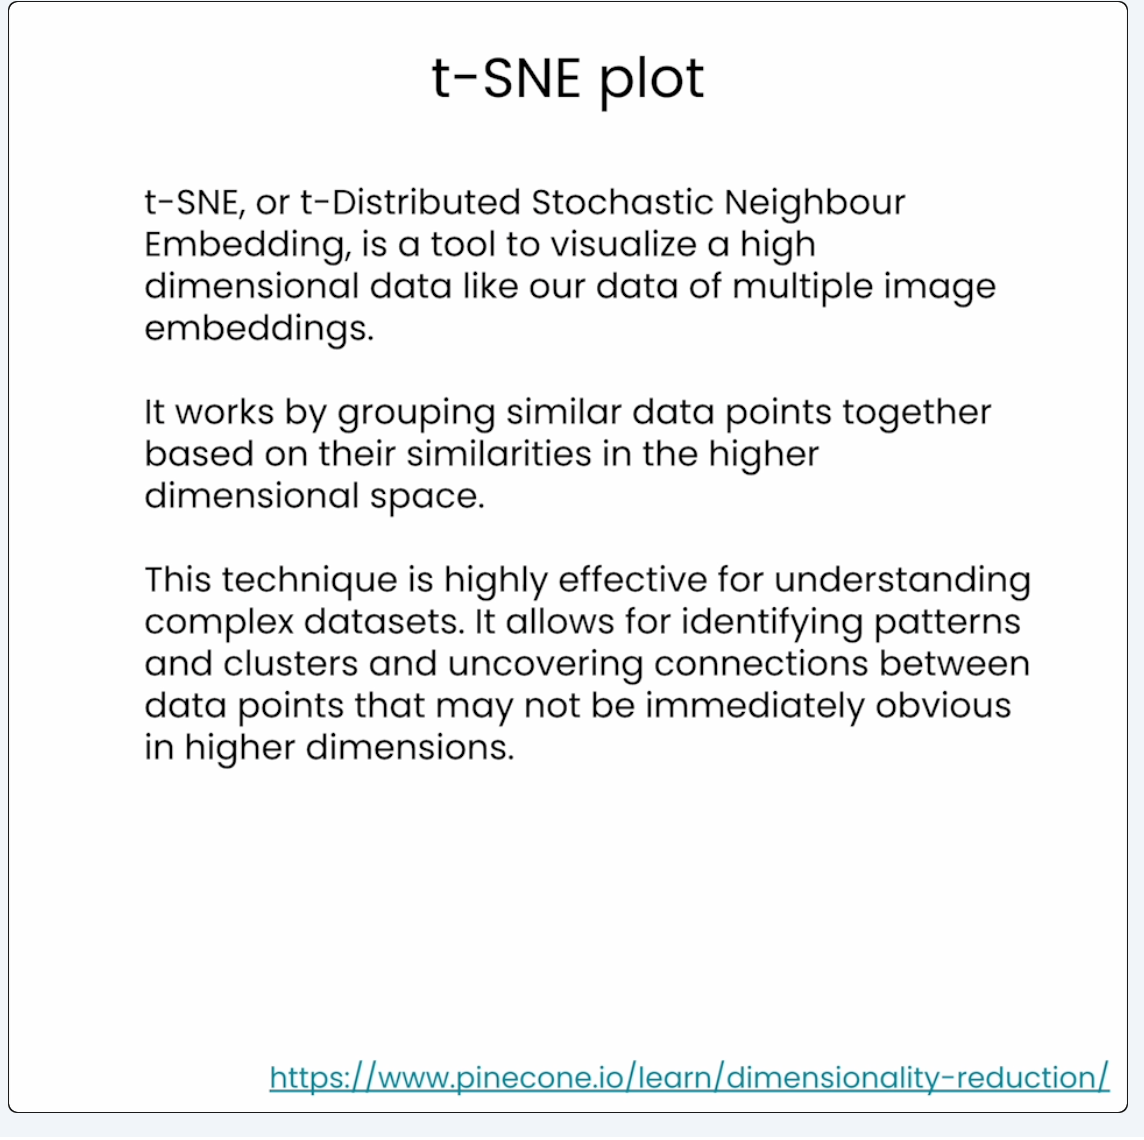 t-SNE plot
t-SNE, or t-Distributed Stochastic Neighbour
Embedding, is a tool to visualize a high
dimensional data like our data of multiple image
embeddings.
It works by grouping similar data points together
based on their similarities in the higher
dimensional space.
This technique is highly effective for understanding
complex datasets. It allows for identifying patterns
and clusters and uncovering connections between
data points that may not be immediately obvious
in higher dimensions.
https://www.pinecone.io/learn/dimensionality-reduction/